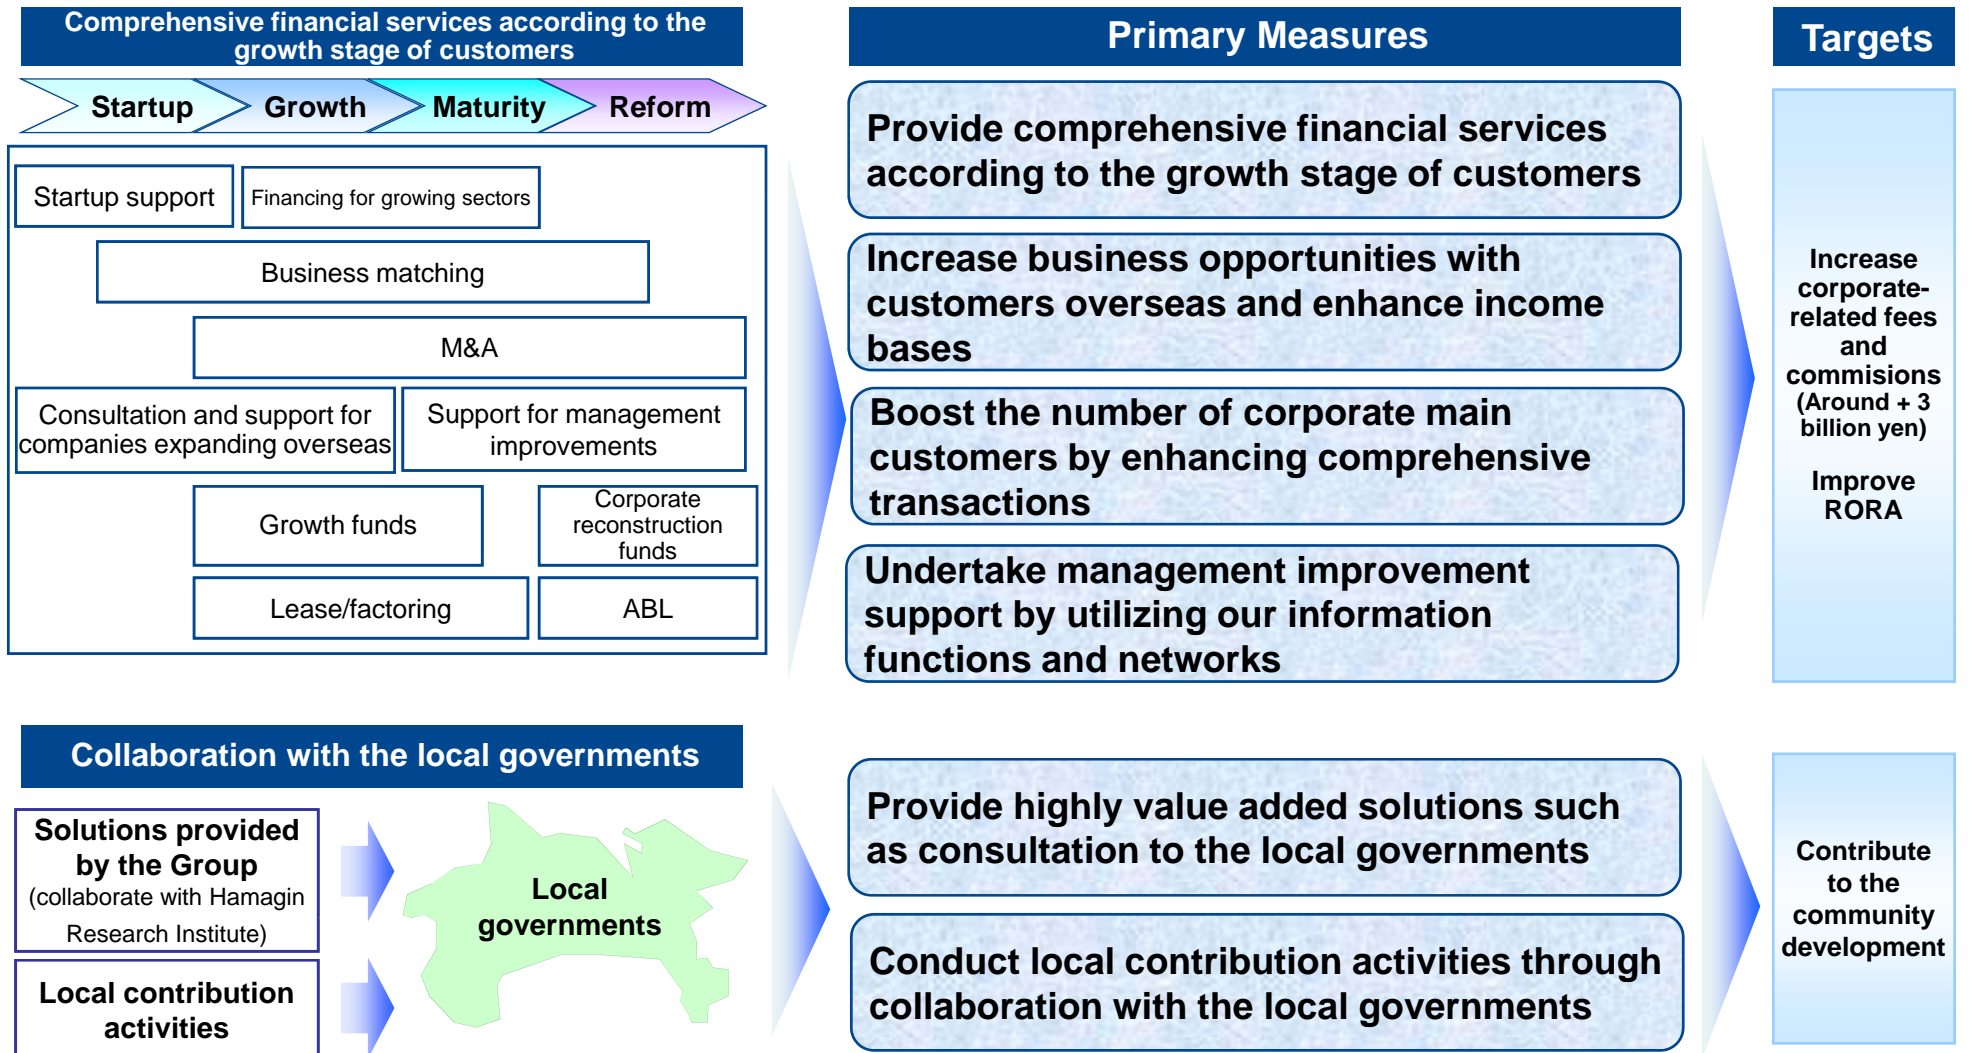 Comprehensive financial services according to the
growth stage of customers
Startup
Growth
Maturity
Reform
Startup support
Financing for growing sectors
Business matching
M&A
Consultation and support for
companies expanding overseas
Support for management
improvements
Growth funds
Corporate
reconstruction
funds
Lease/factoring
ABL
Primary Measures
Provide comprehensive financial services
according to the growth stage of customers
Increase business opportunities with
customers overseas and enhance income
bases
Boost the number of corporate main
customers by enhancing comprehensive
transactions
Undertake management improvement
support by utilizing our information
functions and networks
Targets
Increase
corporate-
related fees
and
commisions
(Around + 3
billion yen)
Improve
RORA
Collaboration with the local governments
Solutions provided
by the Group
(collaborate with Hamagin
Research Institute)
Local contribution
activities
Local
governments
Provide highly value added solutions such
as consultation to the local governments
Conduct local contribution activities through
collaboration with the local governments
Contribute
to the
community
development